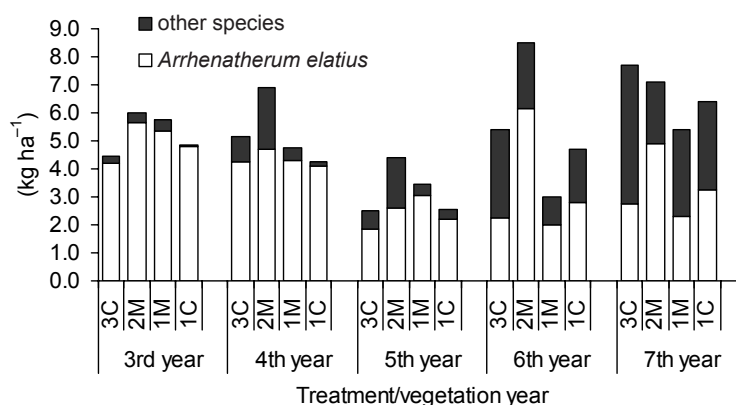 other species
Arrhenatherum elatius
(kg ha⁻¹)
9.0
8.0
7.0
6.0
5.0
4.0
3.0
2.0
1.0
0.0
3C 2M 1M 1C 3C 2M 1M 1C 3C 2M 1M 1C 3C 2M 1M 1C 3C 2M 1M 1C
3rd year 4th year 5th year 6th year 7th year
Treatment/vegetation year